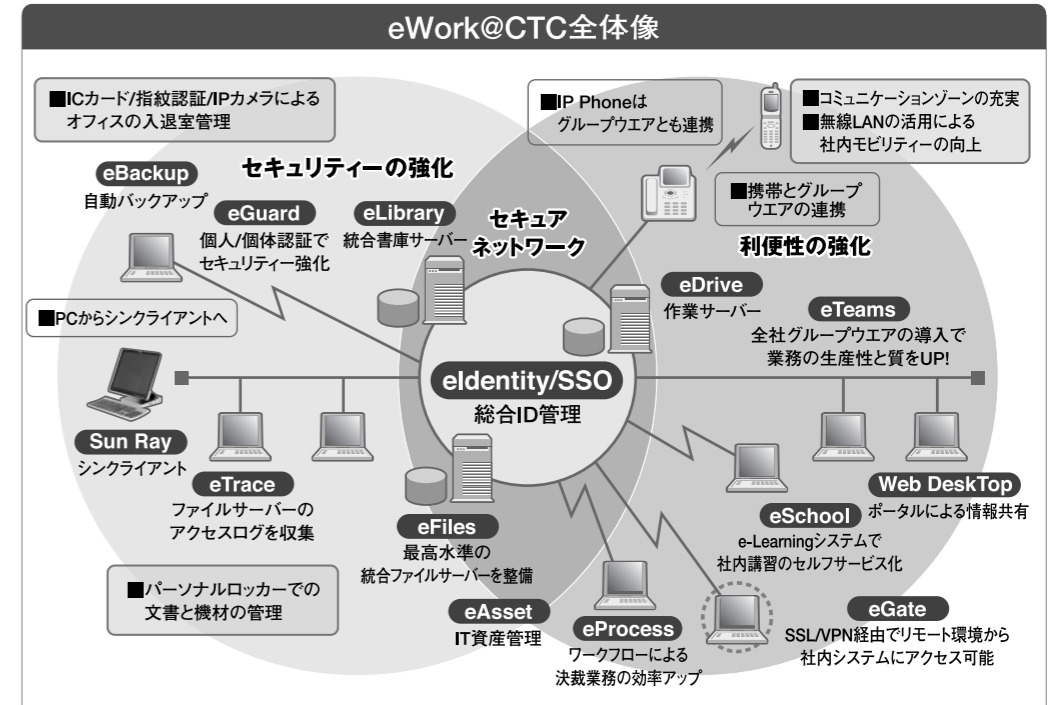 eWork@CTC全体像
■ICカード/指紋認証/IPカメラによる
オフィスの入退室管理
■IP Phoneは
グループウエアとも連携
■コミュニケーションゾーンの充実
■無線LANの活用による
社内モビリティーの向上
セキュリティーの強化
eBackup
自動バックアップ
eGuard
個人/個体認証で
セキュリティー強化
eLibrary
統合書庫サーバー
セキュア
ネットワーク
■携帯とグループ
ウエアの連携
利便性の強化
eDrive
作業サーバー
eTeams
全社グループウエアの導入で
業務の生産性と質をUP!
■PCからシンクライアントへ
eIdentity/SSO
総合ID管理
Sun Ray
シンクライアント
eTrace
ファイルサーバーの
アクセスログを収集
eFiles
最高水準の
統合ファイルサーバーを整備
Web DeskTop
ポータルによる情報共有
eSchool
e-Learningシステムで
社内講習のセルフサービス化
■パーソナルロッカーでの
文書と機材の管理
eAsset
IT資産管理
eProcess
ワークフローによる
決裁業務の効率アップ
eGate
SSL/VPN経由でリモート環境から
社内システムにアクセス可能